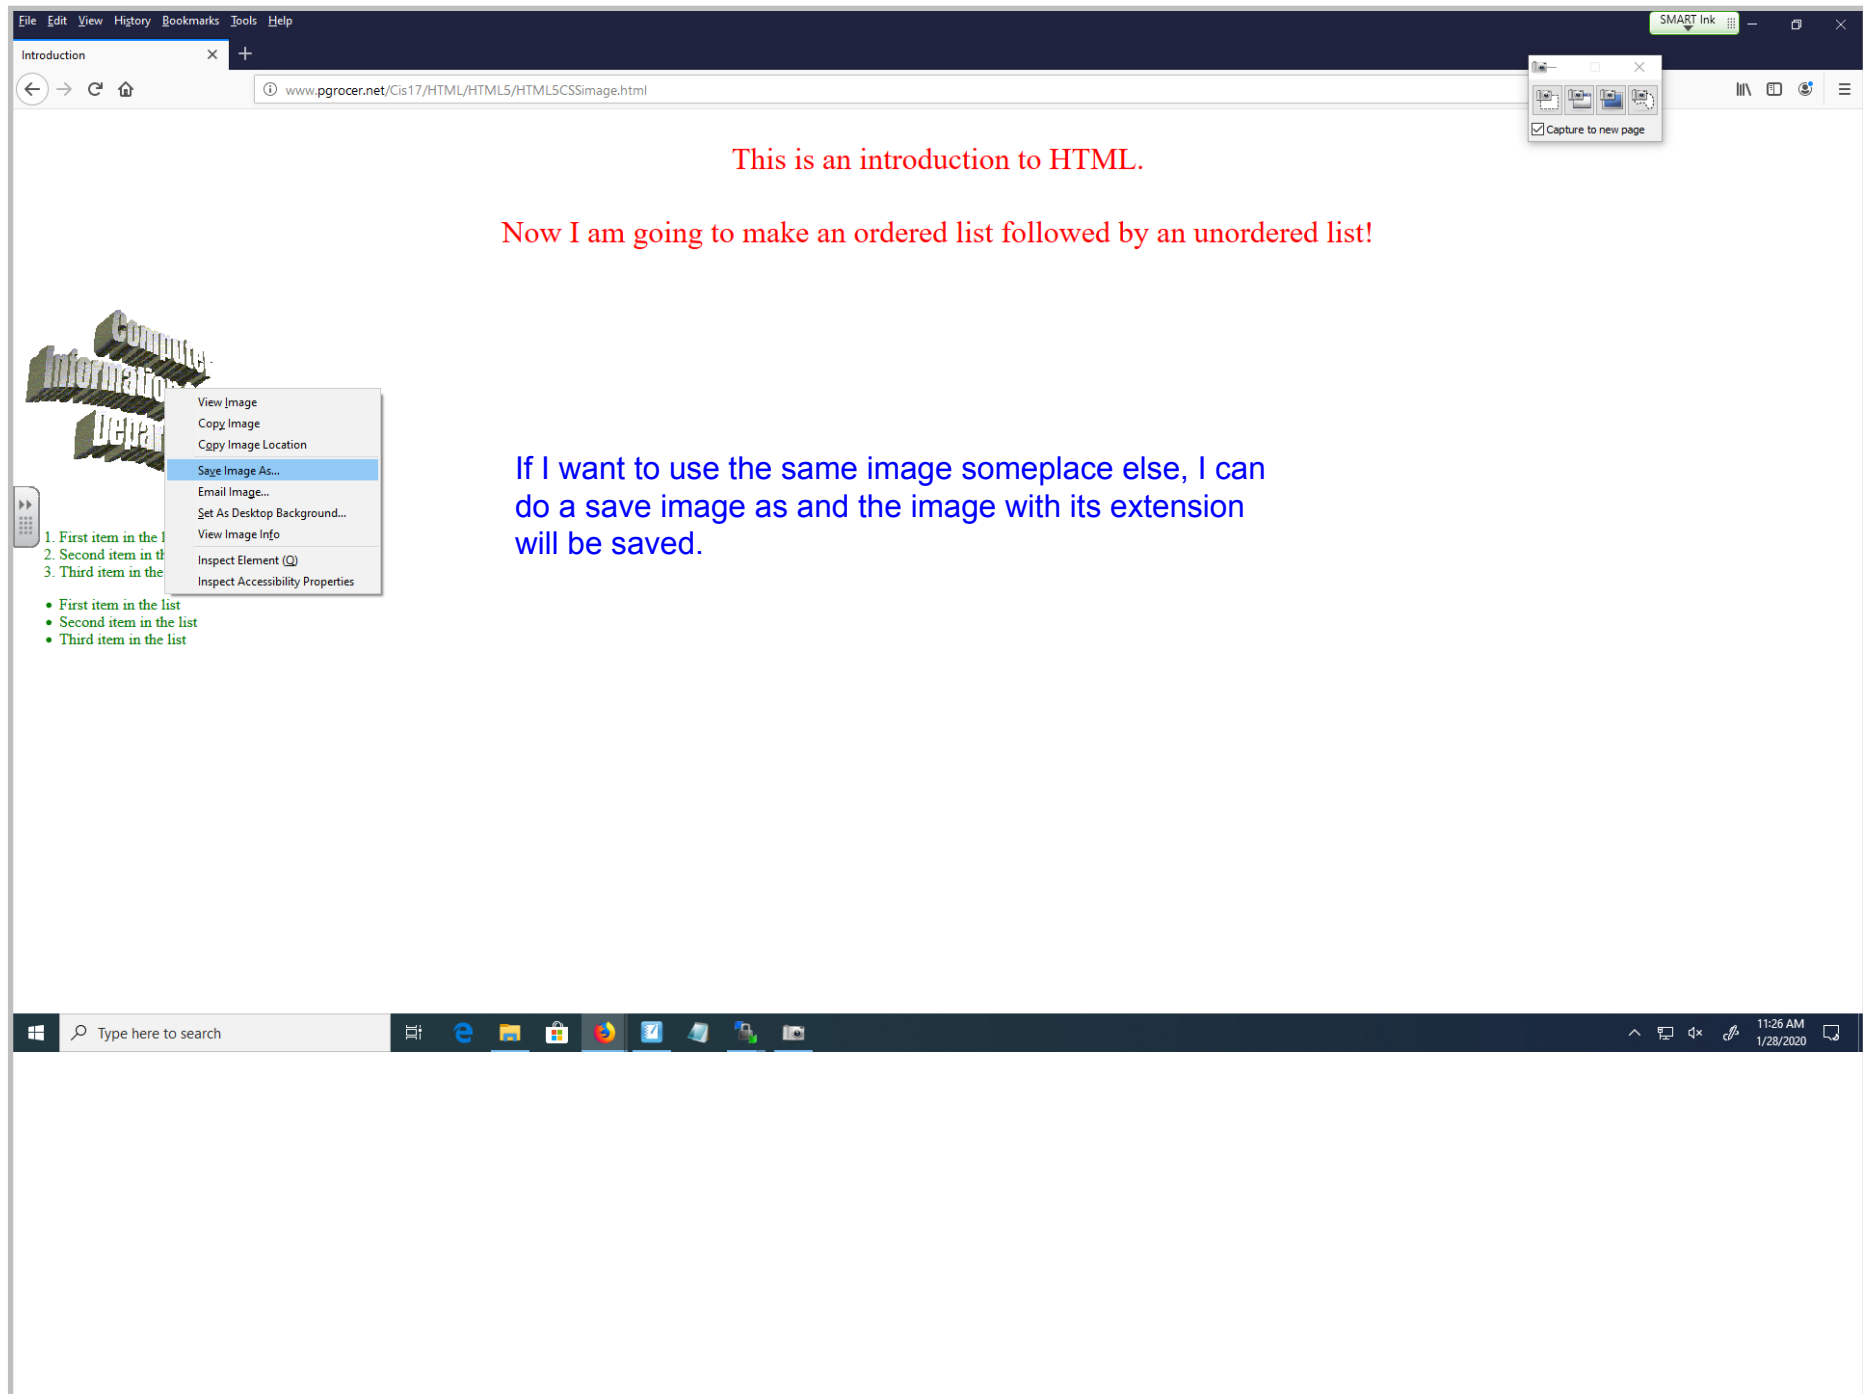 File Edit View History Bookmarks Tools Help
SMART Ink
Introduction
www.pgrocer.net/Cis17/HTML/HTML5/HTML5CSSimage.html
Capture to new page
This is an introduction to HTML.
Now I am going to make an ordered list followed by an unordered list!
Computer
Information
Depar
View Image
Copy Image
Copy Image Location
Save Image As...
Email Image...
Set As Desktop Background...
View Image Info
Inspect Element (Q)
Inspect Accessibility Properties
If I want to use the same image someplace else, I can
do a save image as and the image with its extension
will be saved.
1. First item in the l
2. Second item in th
3. Third item in the
• First item in the list
• Second item in the list
• Third item in the list
Type here to search
11:26 AM
1/28/2020